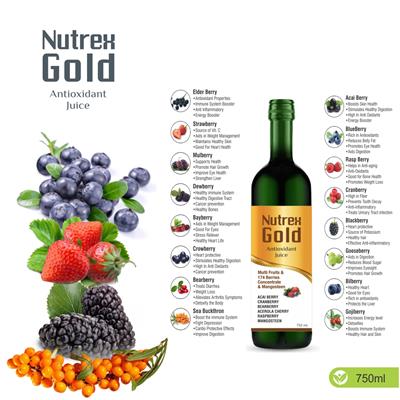 Nutrex
Gold
Antioxidant
Juice
Elder Berry
•Antioxidant Properties
•Immune System Booster
•Anti Inflammatory
•Energy Booster
Strawberry
•Source of Vit. C
•Aids in Weight Management
•Maintains Healthy Skin
•Good for Heart Health
Mulberry
•Supports Health
•Promote Hair Growth
•Improve Eye Health
•Strengthen Liver
Dewberry
•Healthy Immune System
•Healthy Digestive Tract
•Cancer prevention
•Healthy Bones
Bayberry
•Aids in Weight Management
•Good for Eyes
•Stress Reliever
•Healthy Heart Life
Crowberry
•Heart protective
•Stimulates Healthy Digestion
•High in Anti Oxidants
•Cancer prevention
Bearberry
•Treats Diarrhea
•Weight Loss
•Alleviates Arthritis Symptoms
•Detoxify the Body
Sea Buckthron
•Boost the Immune System
•Fight Depression
•Cardio Protective Effects
•Improve Digestion
Nutrex
Gold
Antioxidant
Juice
Multi Fruits &
174 Berries
Concentrate
& Mangosteen
ACAI BERRY
CRANBERRY
BEARBERRY
ACEROLA CHERRY
RASPBERRY
MANGOSTEEN
750 ml
Acai Berry
•Boosts Skin Health
•Stimulates Healthy Digestion
•High in Anti Oxidants
•Energy Booster
BlueBerry
•Rich in Antioxidants
•Reduces Belly Fat
•Promotes Eye Health
•Aids Digestion
Rasp Berry
•Helps in Anti-aging
•Anti-Oxidants
•Good for Bone Health
•Promotes Weight Loss
Cranberry
•High in Fiber
•Prevents Tooth Decay
•Anti-inflammatory
•Treats Urinary Tract Infection
Blackberry
•Heart protective
•Source of Potassium
•Healthy hair
•Effective Anti-inflammatory
Gooseberry
•Aids in Digestion
•Reduces Blood Sugar
•Improves Eyesight
•Promotes Hair Growth
Bilberry
•Healthy Heart
•Good for Eyes
•Rich in antioxidants
•Protects the Liver
Gojiberry
•Increases Energy level
•Detoxifies
•Boosts Immune System
•Healthy Hair and Skin
750ml